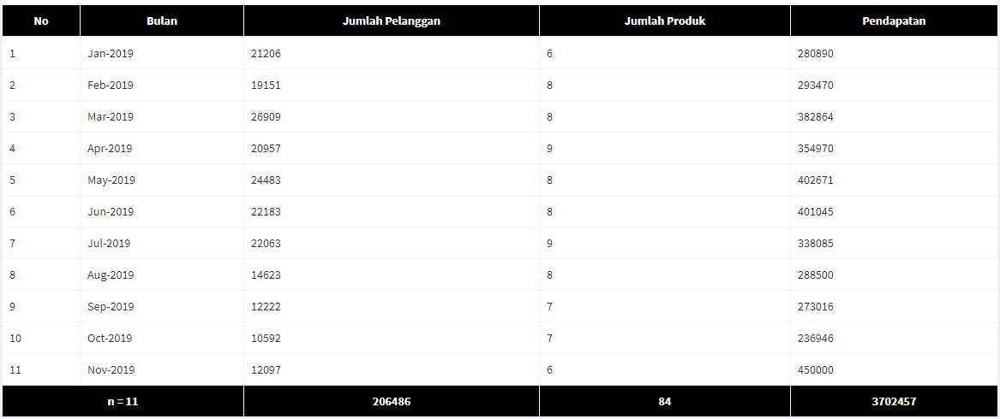 No Bulan Jumlah Pelanggan Jumlah Produk Pendapatan
1 Jan-2019 21206 6 280890
2 Feb-2019 19151 8 293470
3 Mar-2019 26909 8 382864
4 Apr-2019 20957 9 354970
5 May-2019 24483 8 402671
6 Jun-2019 22183 8 401045
7 Jul-2019 22063 9 338085
8 Aug-2019 14623 8 288500
9 Sep-2019 12222 7 273016
10 Oct-2019 10592 7 236946
11 Nov-2019 12097 6 450000
n = 11 206486 84 3702457